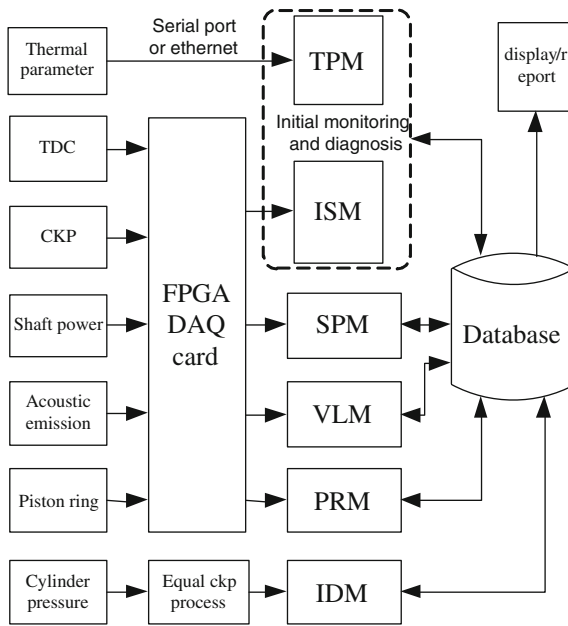 Thermal
parameter
Serial port
or ethernet
TPM
display/r
eport
TDC
Initial monitoring
and diagnosis
CKP
ISM
FPGA
DAQ
card
Shaft power
SPM
Database
Acoustic
emission
VLM
Piston ring
PRM
Cylinder
pressure
Equal ckp
process
IDM